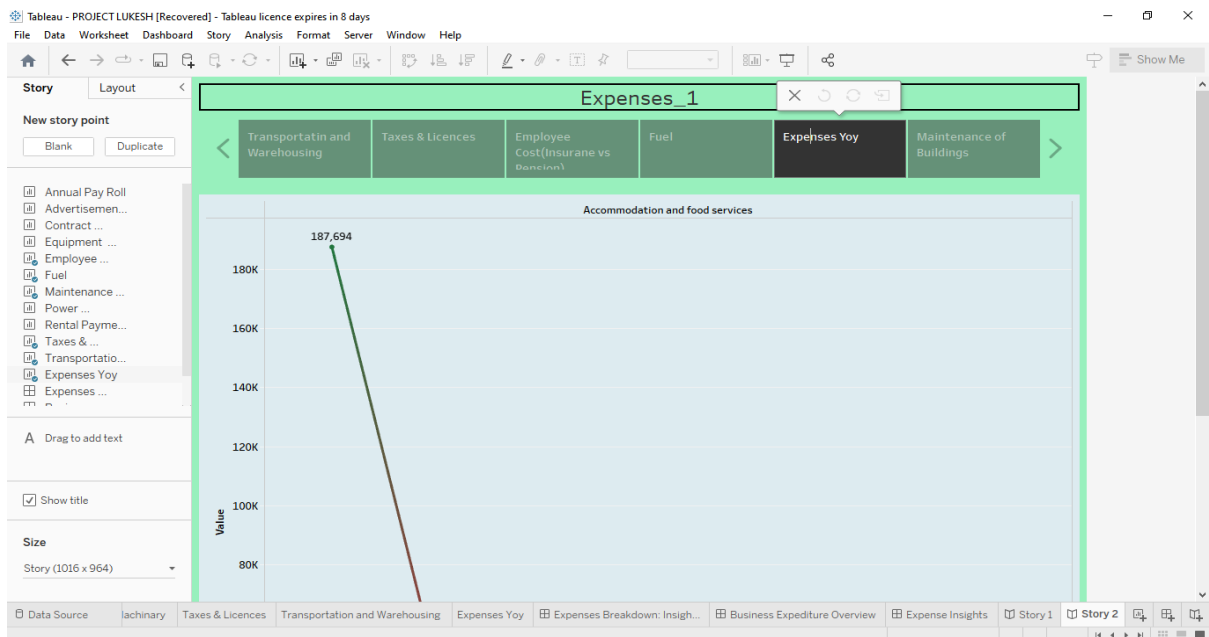 Tableau - PROJECT LUKESH [Recovered] - Tableau licence expires in 8 days
File Data Worksheet Dashboard Story Analysis Format Server Window Help
Show Me
Story Layout
New story point
Blank Duplicate
Annual Pay Roll
Advertisemen...
Contract ...
Equipment ...
Employee ...
Fuel
Maintenance ...
Power ...
Rental Payme...
Taxes & ...
Transportatio...
Expenses Yoy
Expenses ...
A Drag to add text
Show title
Size
Story (1016 x 964)
Expenses_1
Transportatin and
Warehousing
Taxes & Licences
Employee
Cost(Insurane vs
Pension)
Fuel
Expenses Yoy
Maintenance of
Buildings
Accommodation and food services
187,694
180K
160K
140K
120K
100K
80K
Value
Data Source lachinary Taxes & Licences Transportation and Warehousing Expenses Yoy Expenses Breakdown: Insigh... Business Expediture Overview Expense Insights Story 1 Story 2